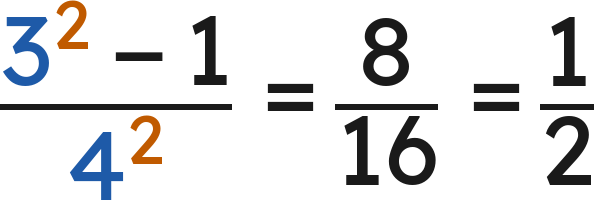 3² − 1 = 8 = 1
4² 16 2